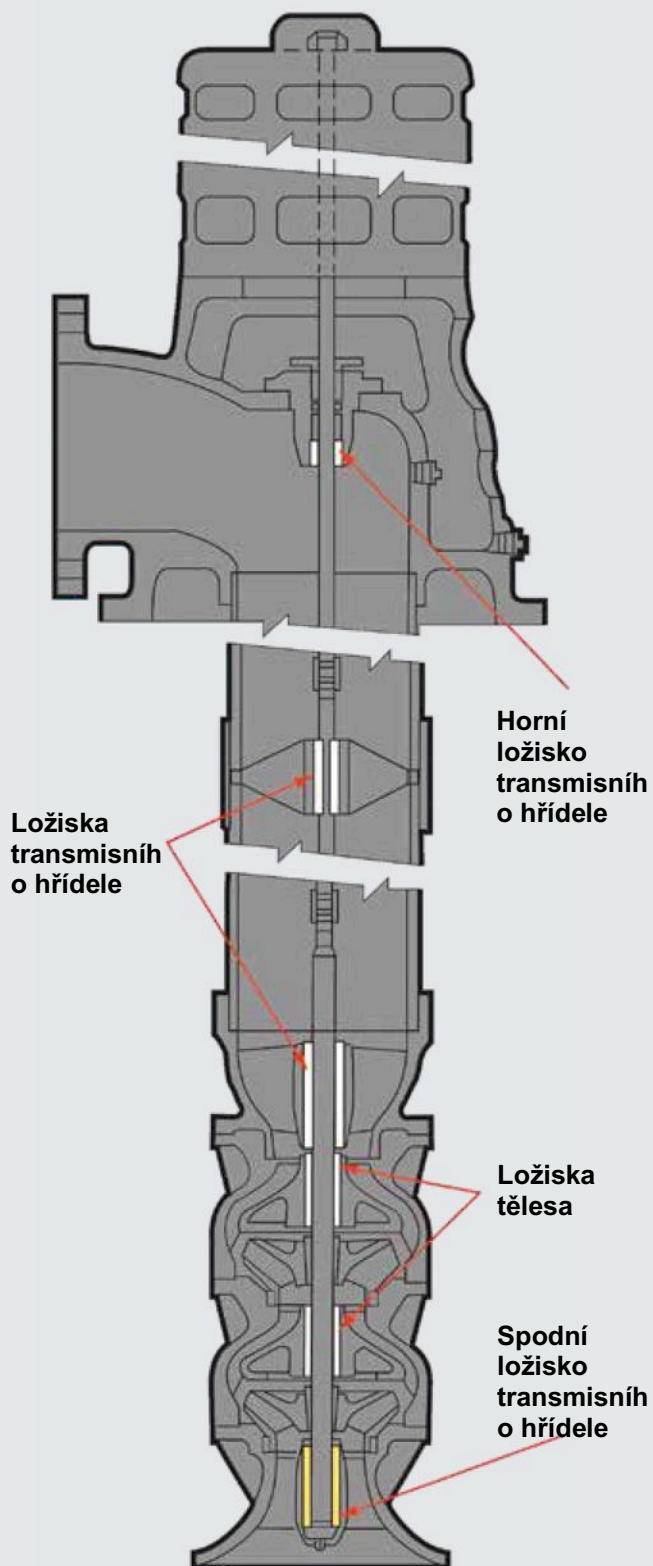 Horní
ložisko
transmisníh
o hřídele
Ložiska
transmisníh
o hřídele
Ložiska
tělesa
Spodní
ložisko
transmisníh
o hřídele